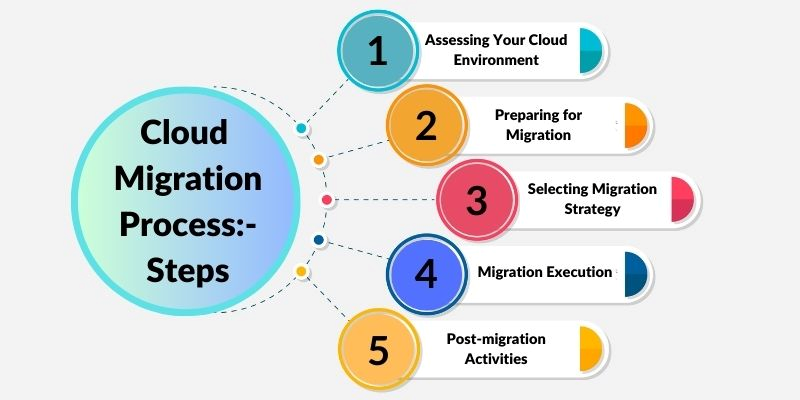 Cloud
Migration
Process:-
Steps
1
Assessing Your Cloud
Environment
2
Preparing for
Migration
3
Selecting Migration
Strategy
4
Migration Execution
5
Post-migration
Activities